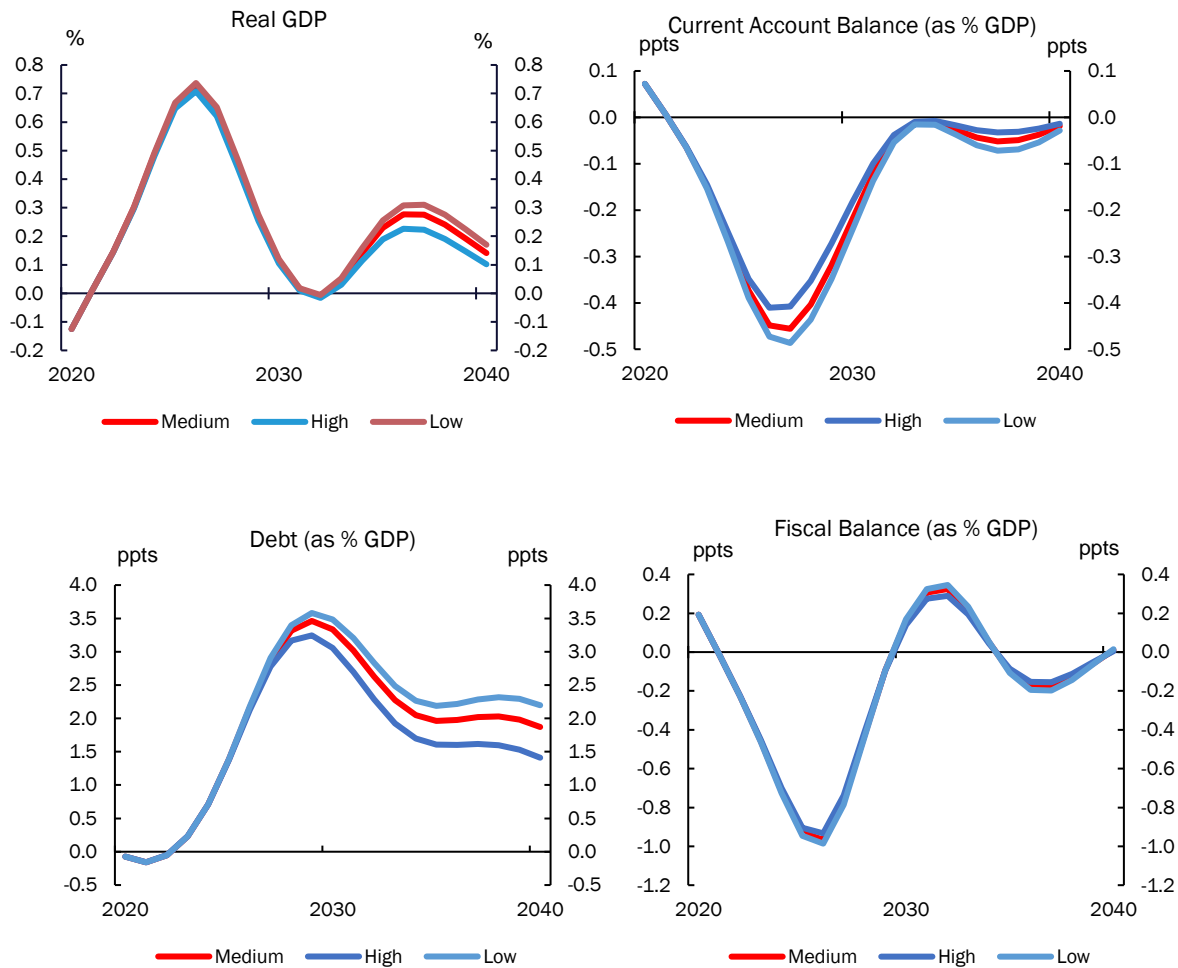 Real GDP
% %
0.8 0.8
0.7 0.7
0.6 0.6
0.5 0.5
0.4 0.4
0.3 0.3
0.2 0.2
0.1 0.1
0.0 0.0
-0.1 -0.1
-0.2 -0.2
2020 2030 2040
Medium High Low
Current Account Balance (as % GDP)
ppts ppts
0.1 0.1
0.0 0.0
-0.1 -0.1
-0.2 -0.2
-0.3 -0.3
-0.4 -0.4
-0.5 -0.5
2020 2030 2040
Medium High Low
Debt (as % GDP)
ppts ppts
4.0 4.0
3.5 3.5
3.0 3.0
2.5 2.5
2.0 2.0
1.5 1.5
1.0 1.0
0.5 0.5
0.0 0.0
-0.5 -0.5
2020 2030 2040
Medium High Low
Fiscal Balance (as % GDP)
ppts ppts
0.4 0.4
0.2 0.2
0.0 0.0
-0.2 -0.2
-0.4 -0.4
-0.6 -0.6
-0.8 -0.8
-1.0 -1.0
-1.2 -1.2
2020 2030 2040
Medium High Low